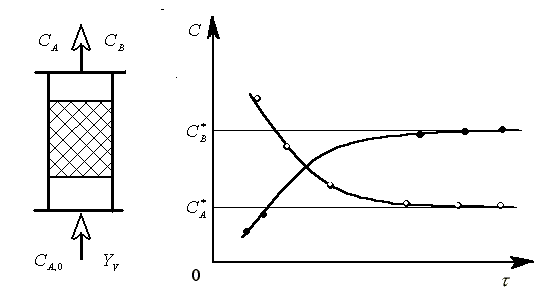 C_A C_B
C_{A,0} Y_V
C
C_B^*
C_A^*
0 τ